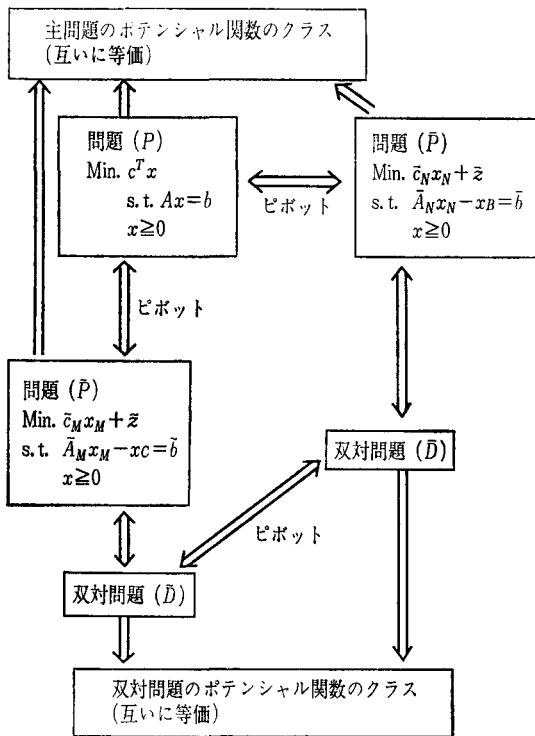 主問題のポテンシャル関数のクラス
(互いに等価)
問題 (P)
Min. c^T x
s.t. Ax=b
x≧0
ピボット
問題 (P̄)
Min. c̄_N x_N + z̄
s.t. Ā_N x_N − x_B = b̄
x≧0
ピボット
問題 (P̃)
Min. c̃_M x_M + z̃
s.t. Ã_M x_M − x_C = b̃
x≧0
双対問題 (D̄)
ピボット
双対問題 (D̃)
双対問題のポテンシャル関数のクラス
(互いに等価)